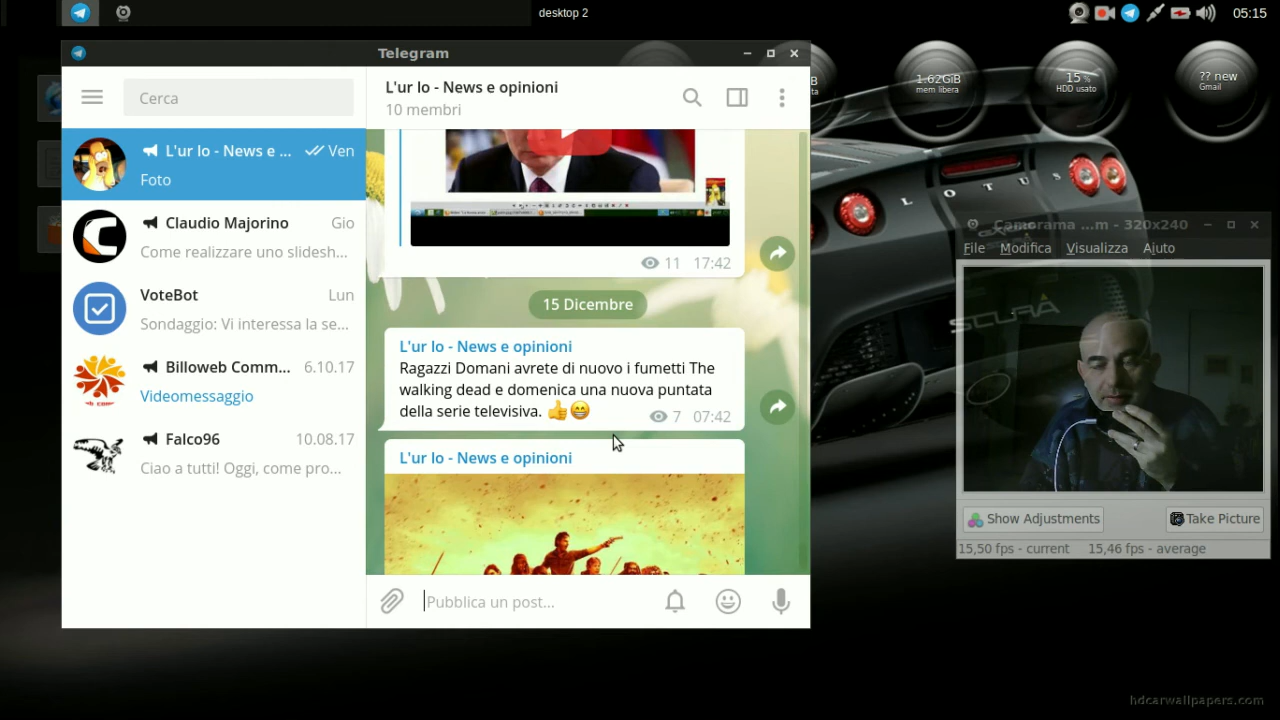 desktop 2
05:15
Telegram
Cerca
L'ur lo - News e opinioni
10 membri
L'ur lo - News e ...
Ven
Foto
Claudio Majorino
Gio
Come realizzare uno slidesh...
VoteBot
Lun
Sondaggio: Vi interessa la se...
Billoweb Comm...
6.10.17
Videomessaggio
Falco96
10.08.17
Ciao a tutti! Oggi, come pro...
11 17:42
15 Dicembre
L'ur lo - News e opinioni
Ragazzi Domani avrete di nuovo i fumetti The
walking dead e domenica una nuova puntata
della serie televisiva. 👍😁
7 07:42
L'ur lo - News e opinioni
Pubblica un post...
1.62GiB
mem libera
15 %
HDD usato
?? new
Gmail
LOTUS
Camorama ...m - 320x240
File Modifica Visualizza Aiuto
SCURA
Show Adjustments
Take Picture
15,50 fps - current 15,46 fps - average
hdcarwallpapers.com